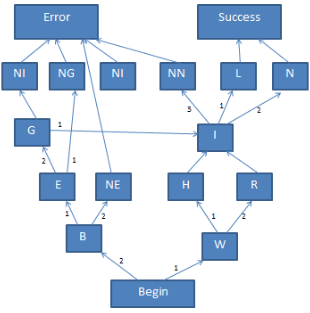 Error Success
NI NG NI NN L N
G 1 5 1 2
I
2 1
E NE H R
1 2 1 2
B W
2 1
Begin